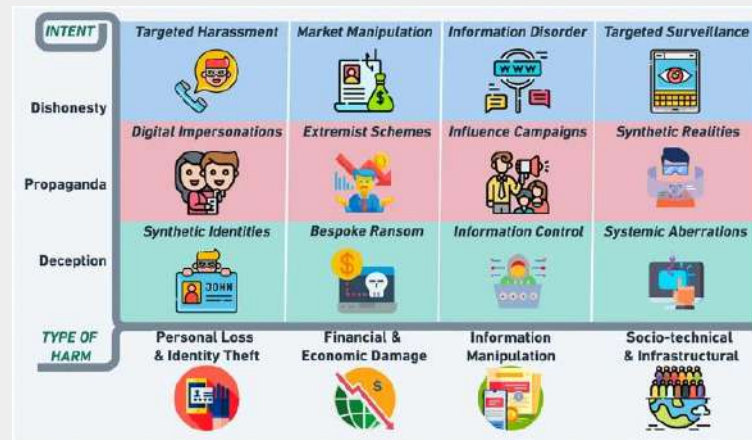 INTENT
Targeted Harassment
Market Manipulation
Information Disorder
Targeted Surveillance
WWW
Dishonesty
Digital Impersonations
Extremist Schemes
Influence Campaigns
Synthetic Realities
Propaganda
Synthetic Identities
Bespoke Ransom
Information Control
Systemic Aberrations
Deception
JOHN
TYPE OF
HARM
Personal Loss
& Identity Theft
Financial &
Economic Damage
Information
Manipulation
Socio-technical
& Infrastructural